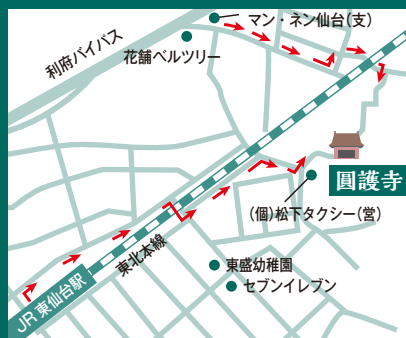 マン・ネン仙台(支)
利府バイパス
花舗ベルツリー
圓護寺
(個)松下タクシー(営)
東北本線
東盛幼稚園
セブンイレブン
JR 東仙台駅